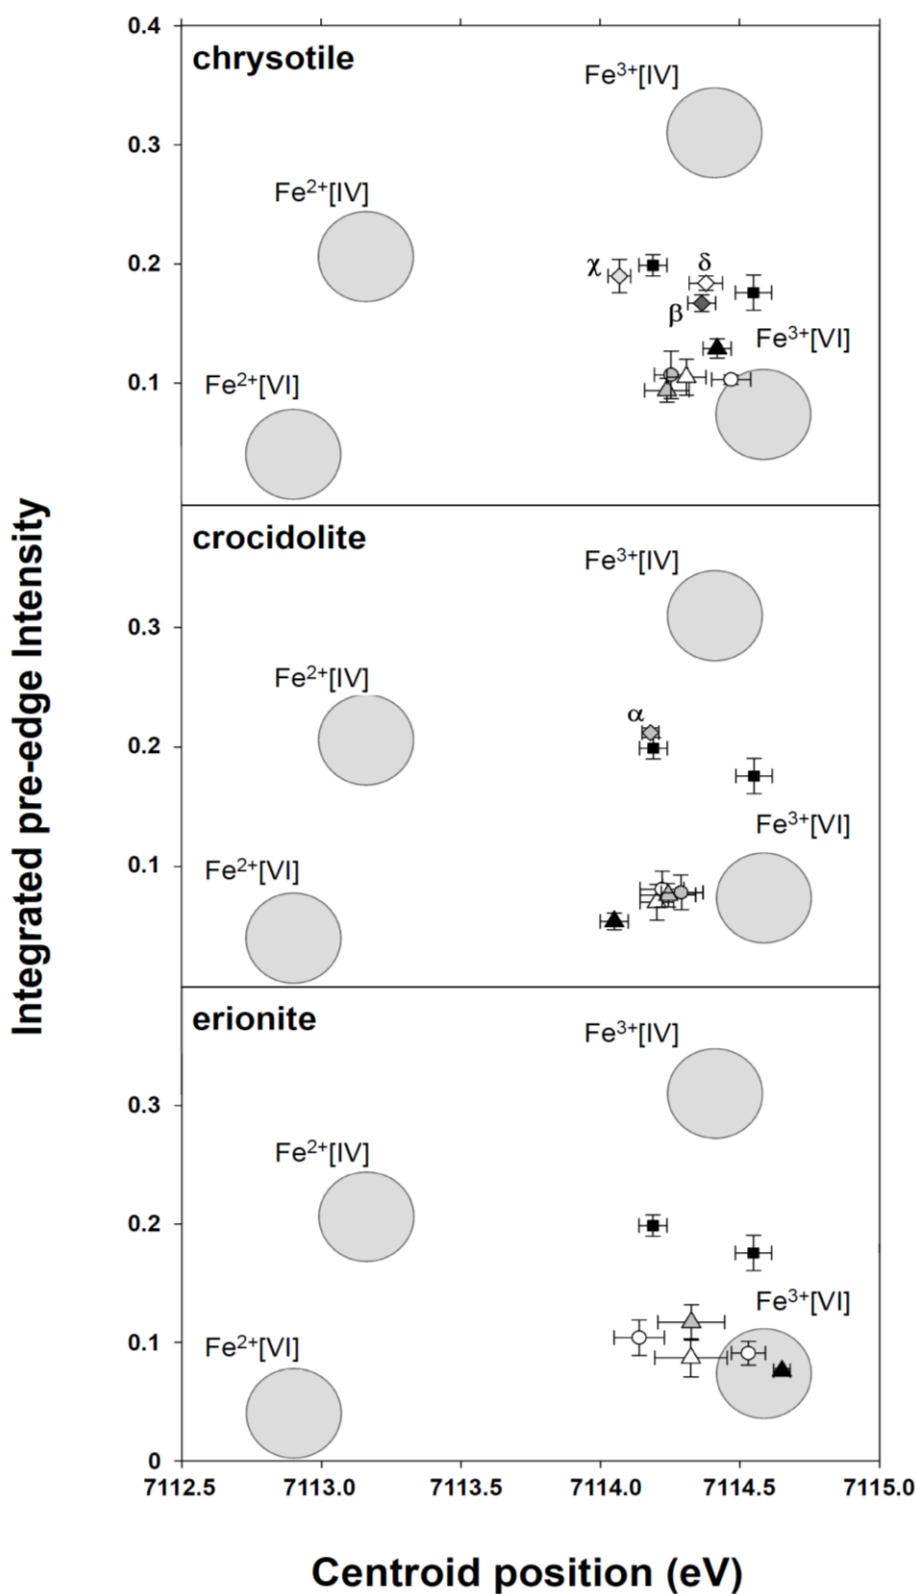 0.4
chrysotile
Fe³⁺[IV]
0.3
Fe²⁺[IV]
0.2
χ
δ
β
Fe³⁺[VI]
Fe²⁺[VI]
0.1
Integrated pre-edge Intensity
crocidolite
Fe³⁺[IV]
0.3
Fe²⁺[IV]
α
0.2
Fe³⁺[VI]
Fe²⁺[VI]
0.1
erionite
Fe³⁺[IV]
0.3
Fe²⁺[IV]
0.2
Fe³⁺[VI]
Fe²⁺[VI]
0.1
0
7112.5 7113.0 7113.5 7114.0 7114.5 7115.0
Centroid position (eV)